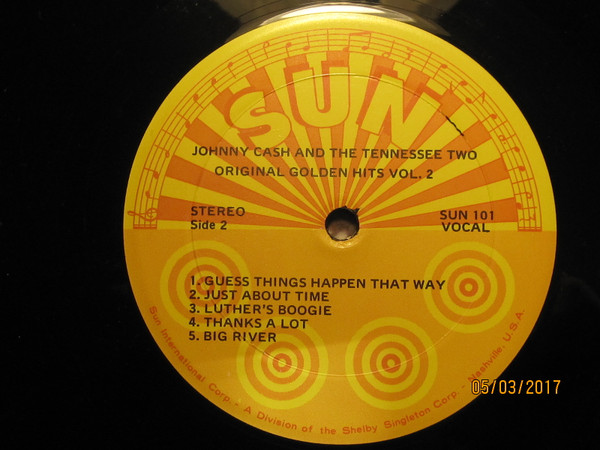 SUN
JOHNNY CASH AND THE TENNESSEE TWO
ORIGINAL GOLDEN HITS VOL. 2
STEREO
Side 2
SUN 101
VOCAL
1. GUESS THINGS HAPPEN THAT WAY
2. JUST ABOUT TIME
3. LUTHER'S BOOGIE
4. THANKS A LOT
5. BIG RIVER
Sun International Corp. - A Division of the Shelby Singleton Corp. - Nashville, U.S.A.
05/03/2017